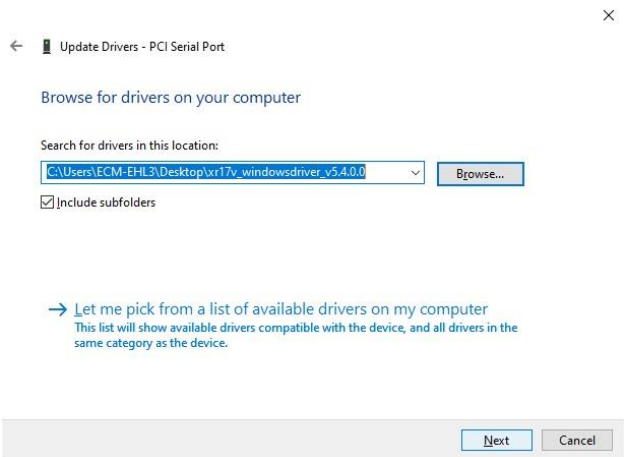 Update Drivers - PCI Serial Port
Browse for drivers on your computer
Search for drivers in this location:
C:\Users\ECM-EHL3\Desktop\xr17v_windowsdriver_v5.4.0.0
Browse...
Include subfolders
Let me pick from a list of available drivers on my computer
This list will show available drivers compatible with the device, and all drivers in the
same category as the device.
Next
Cancel